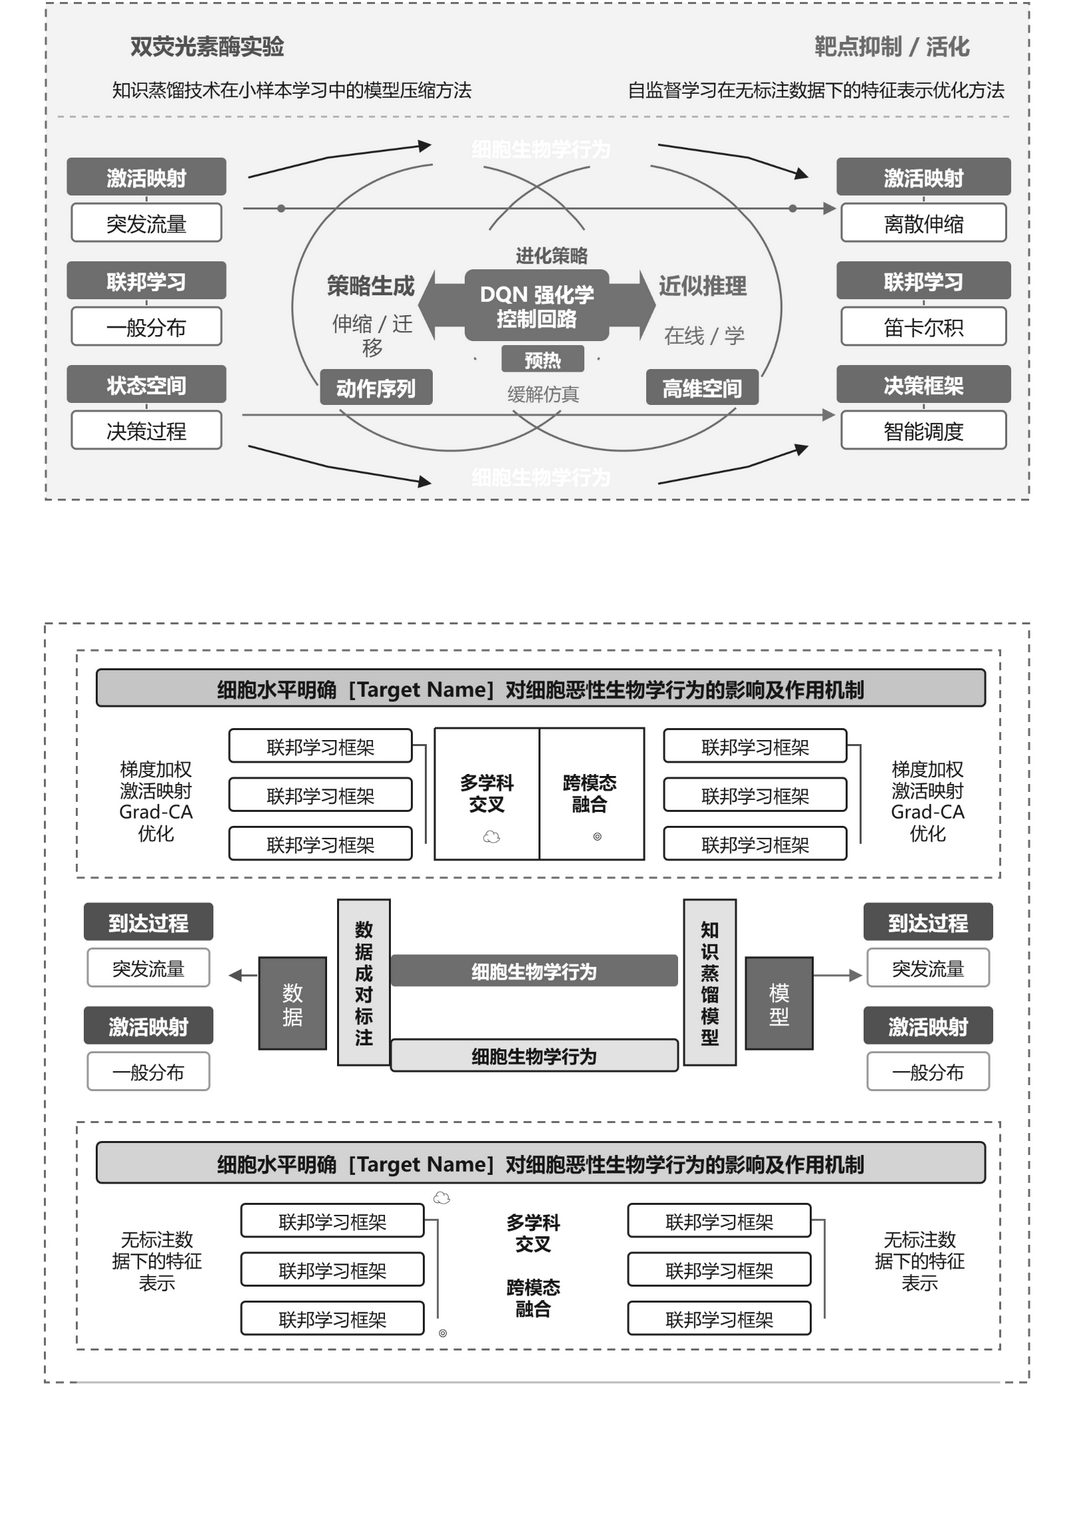 双荧光素酶实验
靶点抑制 / 活化
知识蒸馏技术在小样本学习中的模型压缩方法
自监督学习在无标注数据下的特征表示优化方法
细胞生物学行为
激活映射
突发流量
联邦学习
一般分布
状态空间
决策过程
进化策略
策略生成
伸缩 / 迁
移
DQN 强化学
控制回路
近似推理
在线 / 学
预热
缓解仿真
动作序列
高维空间
细胞生物学行为
激活映射
离散伸缩
联邦学习
笛卡尔积
决策框架
智能调度
细胞水平明确 [Target Name] 对细胞恶性生物学行为的影响及作用机制
梯度加权
激活映射
Grad-CA
优化
联邦学习框架
联邦学习框架
联邦学习框架
多学科
交叉
跨模态
融合
联邦学习框架
联邦学习框架
联邦学习框架
梯度加权
激活映射
Grad-CA
优化
到达过程
突发流量
激活映射
一般分布
数
据
数
据
成
对
标
注
细胞生物学行为
细胞生物学行为
知
识
蒸
馏
模
型
模
型
到达过程
突发流量
激活映射
一般分布
细胞水平明确 [Target Name] 对细胞恶性生物学行为的影响及作用机制
无标注数
据下的特征
表示
联邦学习框架
联邦学习框架
联邦学习框架
多学科
交叉
跨模态
融合
联邦学习框架
联邦学习框架
联邦学习框架
无标注数
据下的特征
表示